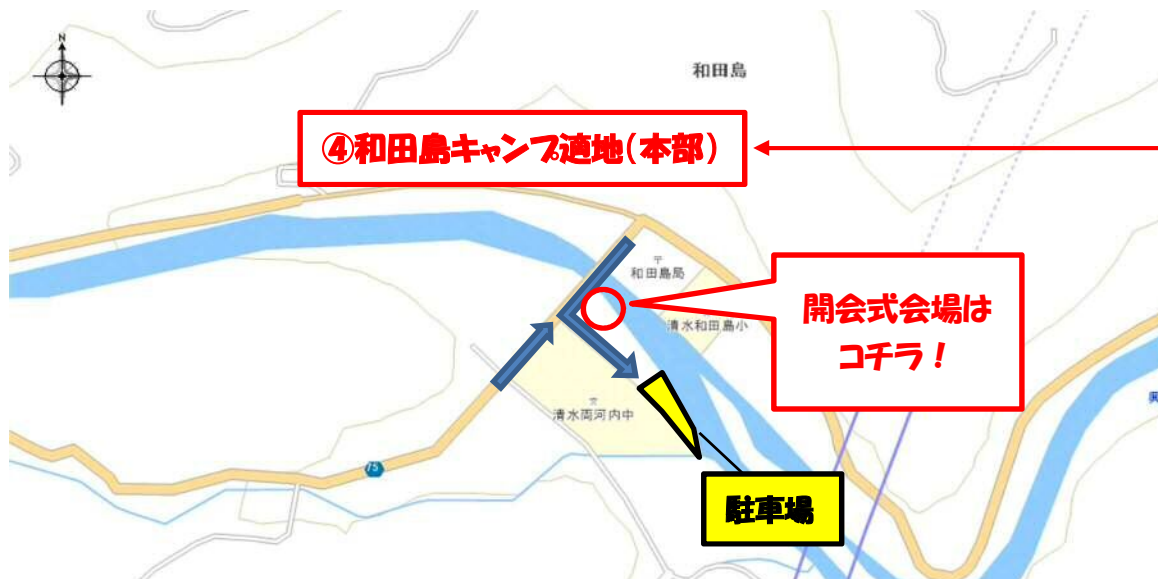 N
和田島
④和田島キャンプ適地(本部)
〒
和田島局
開会式会場は
コチラ!
清水和田島小
文
清水両河内中
75
駐車場